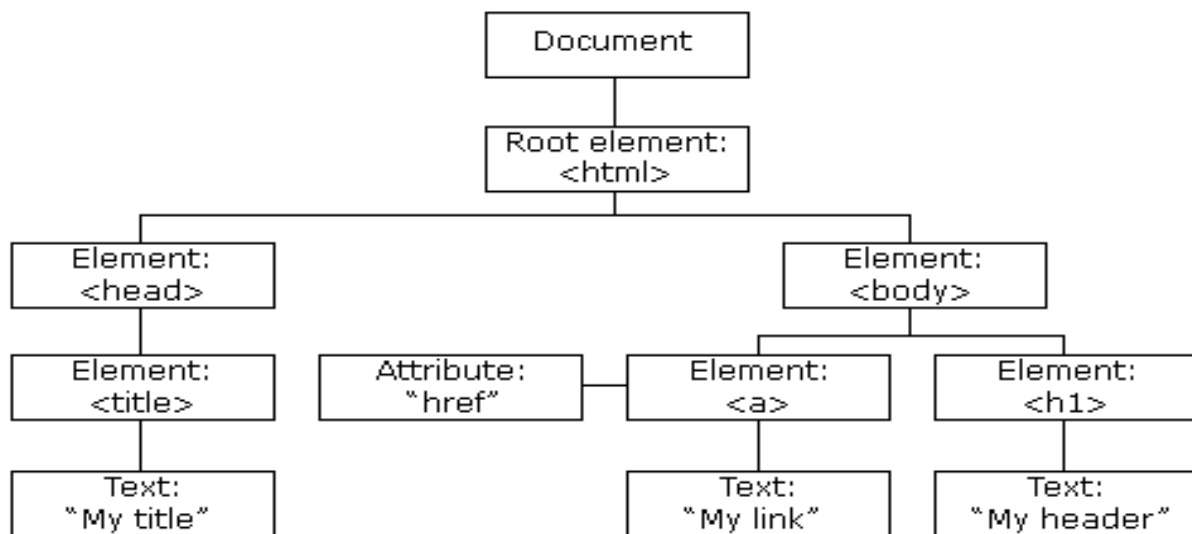 Document
Root element:
<html>
Element:
<head>
Element:
<body>
Element:
<title>
Attribute:
“href”
Element:
<a>
Element:
<h1>
Text:
“My title”
Text:
“My link”
Text:
“My header”